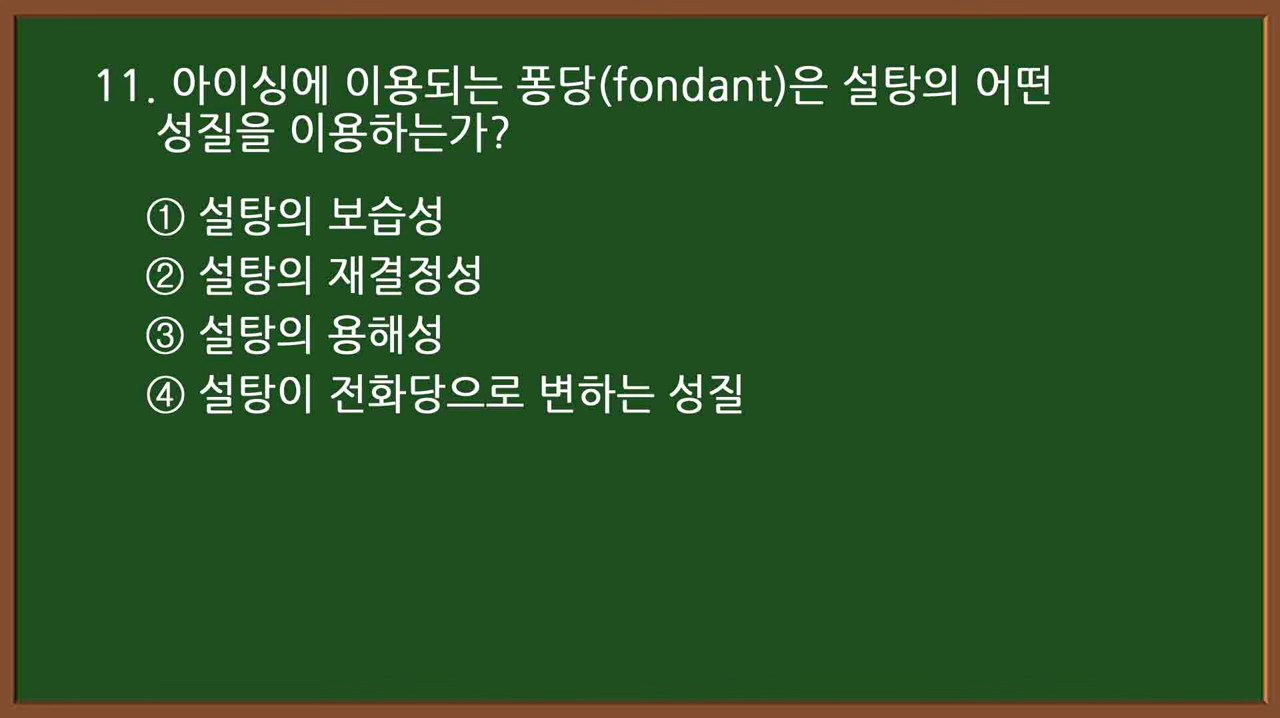 11. 아이싱에 이용되는 퐁당(fondant)은 설탕의 어떤
성질을 이용하는가?
① 설탕의 보습성
② 설탕의 재결정성
③ 설탕의 용해성
④ 설탕이 전화당으로 변하는 성질